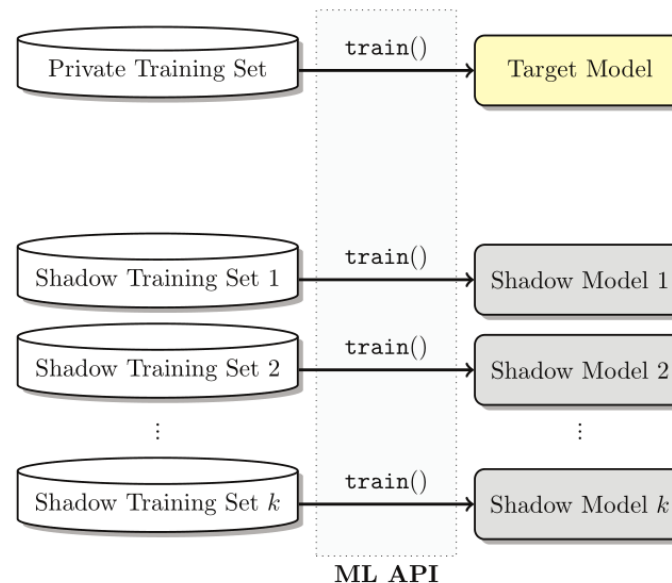 Private Training Set
train()
Target Model
Shadow Training Set 1
train()
Shadow Model 1
Shadow Training Set 2
train()
Shadow Model 2
⋮
⋮
Shadow Training Set k
train()
Shadow Model k
ML API